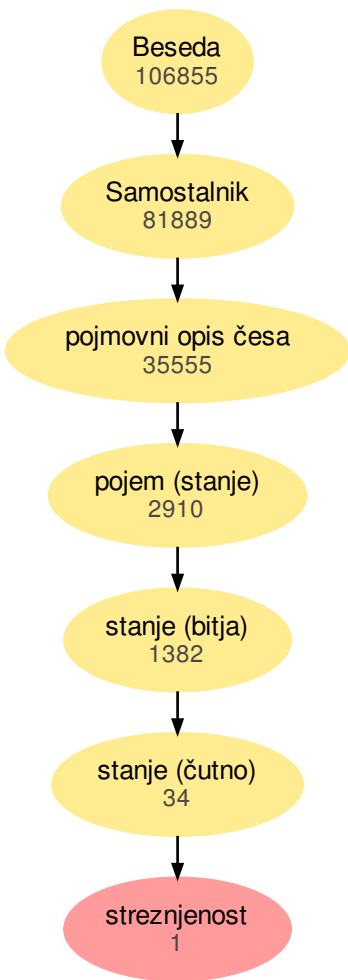 Beseda
106855
Samostalnik
81889
pojmovni opis česa
35555
pojem (stanje)
2910
stanje (bitja)
1382
stanje (čutno)
34
streznjenost
1